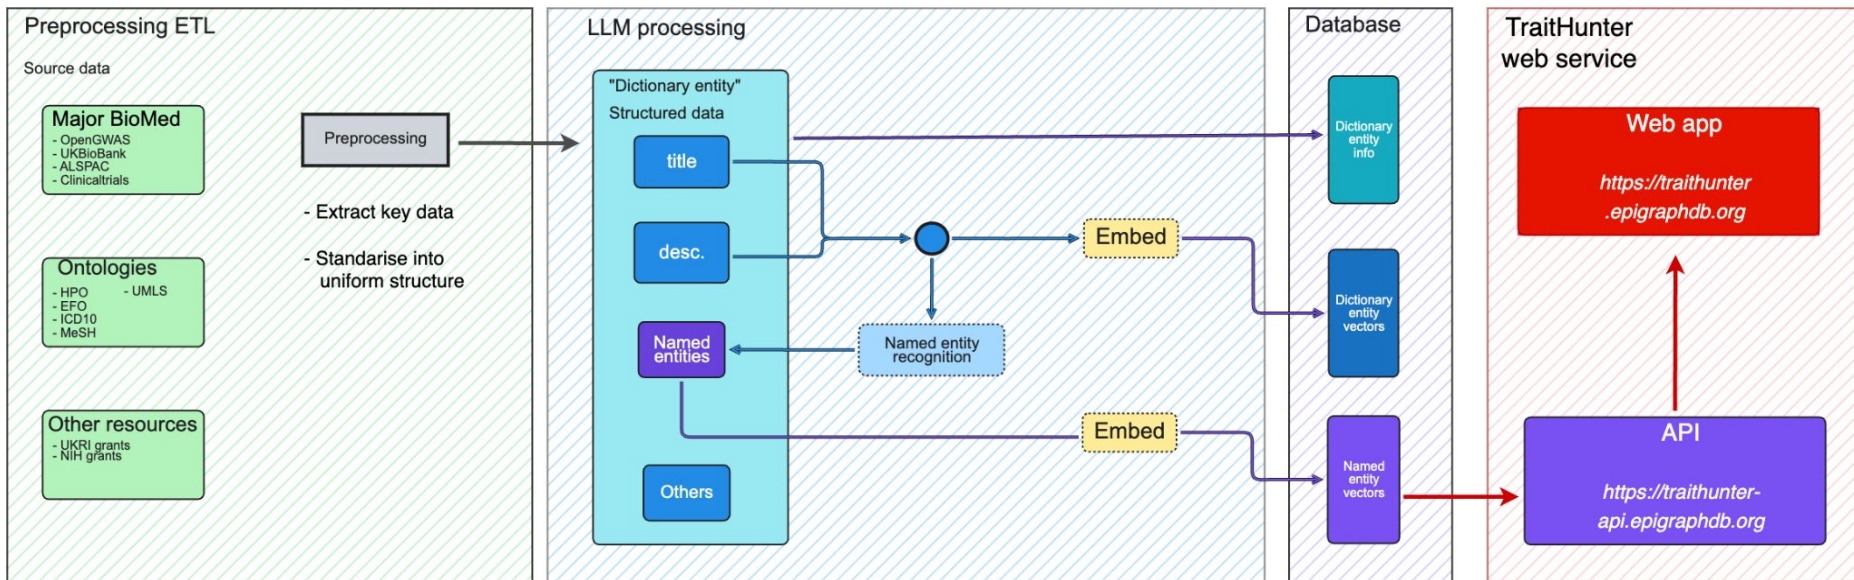 Preprocessing ETL
Source data
Major BioMed
- OpenGWAS
- UKBioBank
- ALSPAC
- Clinicaltrials
Ontologies
- HPO - UMLS
- EFO
- ICD10
- MeSH
Other resources
- UKRI grants
- NIH grants
Preprocessing
- Extract key data
- Standarise into
uniform structure
LLM processing
"Dictionary entity"
Structured data
title
desc.
Named
entities
Others
Named entity
recognition
Embed
Embed
Database
Dictionary
entity
info
Dictionary
entity
vectors
Named
entity
vectors
TraitHunter
web service
Web app
https://traithunter
.epigraphdb.org
API
https://traithunter-
api.epigraphdb.org